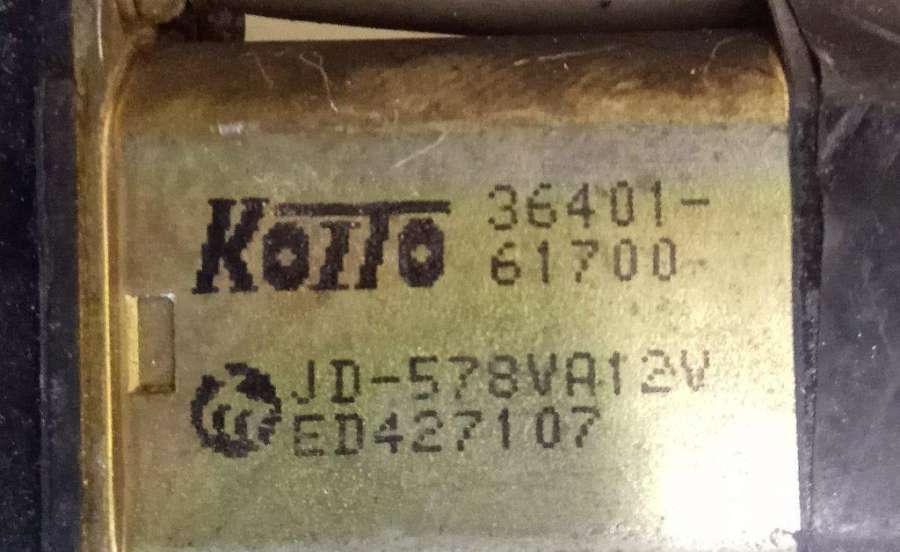 KOITO
36401-
61700
JD-578VA12V
ED427107